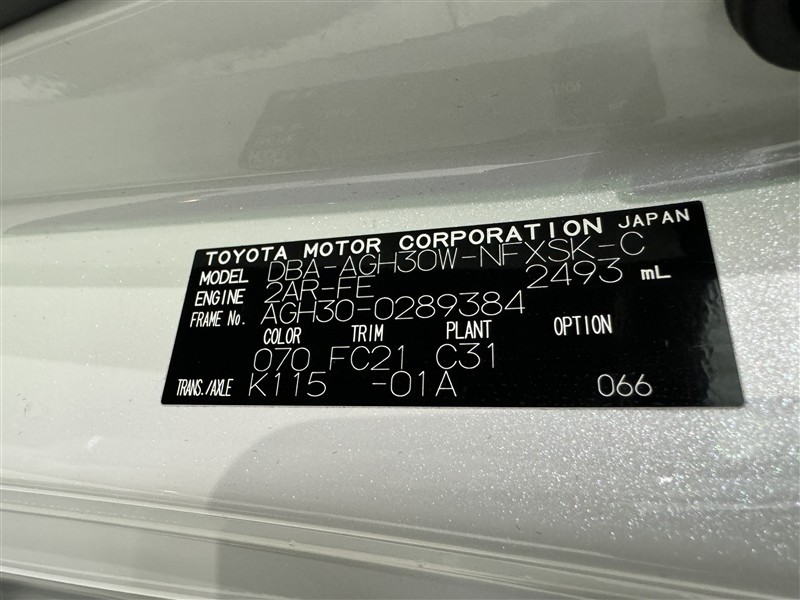 TOYOTA MOTOR CORPORATION JAPAN
MODEL DBA-AGH30W-NFXSK-C
ENGINE 2AR-FE 2493 mL
FRAME No. AGH30-0289384
COLOR TRIM PLANT OPTION
070 FC21 C31
TRANS./AXLE K115 -01A 066